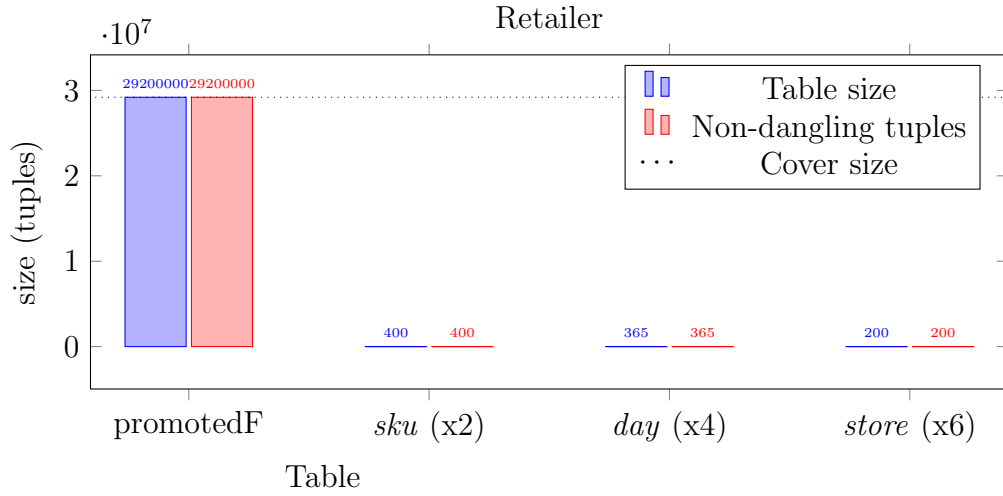 Retailer
·10^7
29200000 29200000
Table size
Non-dangling tuples
··· Cover size
3
2
1
0
size (tuples)
400 400 365 365 200 200
promotedF sku (x2) day (x4) store (x6)
Table